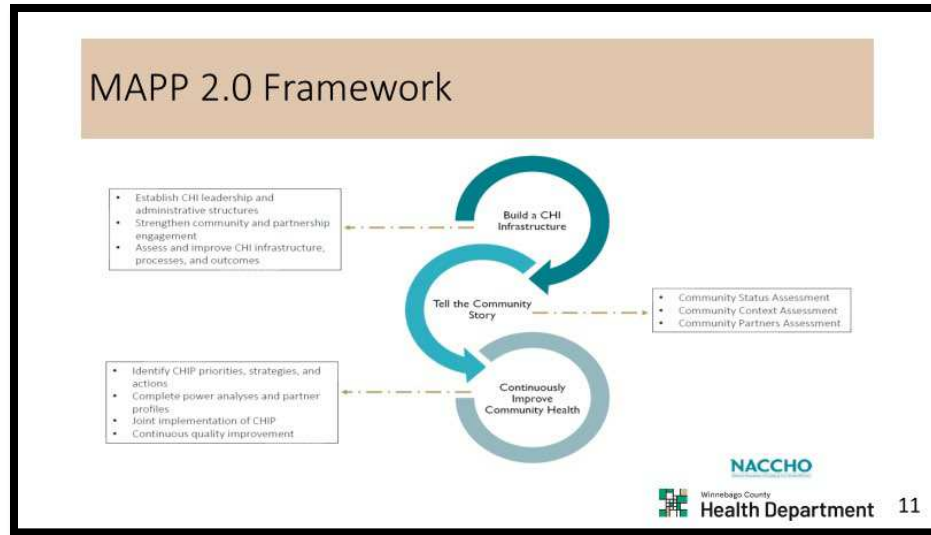 MAPP 2.0 Framework
• Establish CHI leadership and
administrative structures
• Strengthen community and partnership
engagement
• Assess and improve CHI infrastructure,
processes, and outcomes
Build a CHI
Infrastructure
Tell the Community
Story
• Community Status Assessment
• Community Context Assessment
• Community Partners Assessment
• Identify CHIP priorities, strategies, and
actions
• Complete power analyses and partner
profiles
• Joint implementation of CHIP
• Continuous quality improvement
Continuously
Improve
Community Health
NACCHO
Winnebago County
Health Department
11